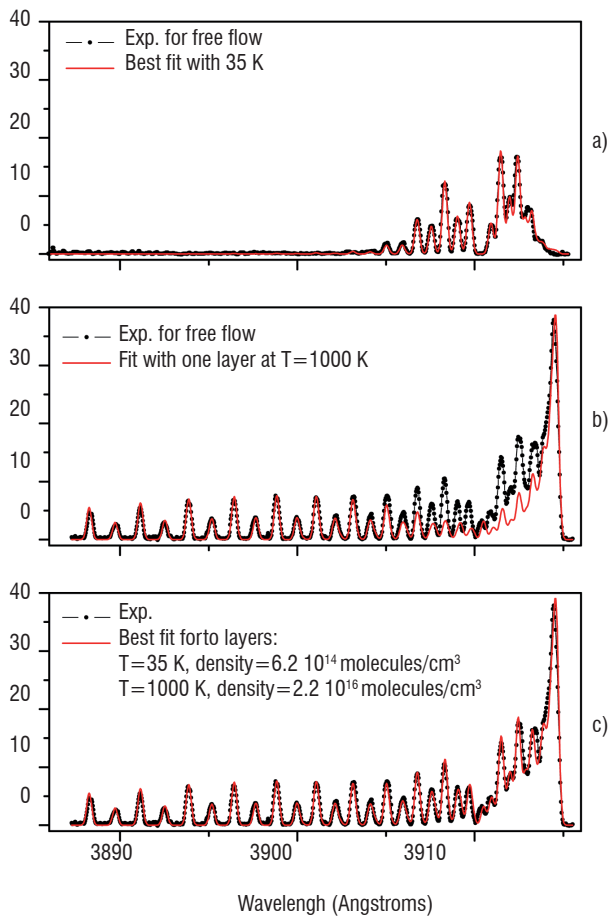 40
30
20
10
0
Exp. for free flow
Best fit with 35 K
a)
40
30
20
10
0
Exp. for free flow
Fit with one layer at T=1000 K
b)
40
30
20
10
0
Exp.
Best fit forto layers:
T=35 K, density=6.2 10¹⁴ molecules/cm³
T=1000 K, density=2.2 10¹⁶ molecules/cm³
c)
3890 3900 3910
Wavelengh (Angstroms)